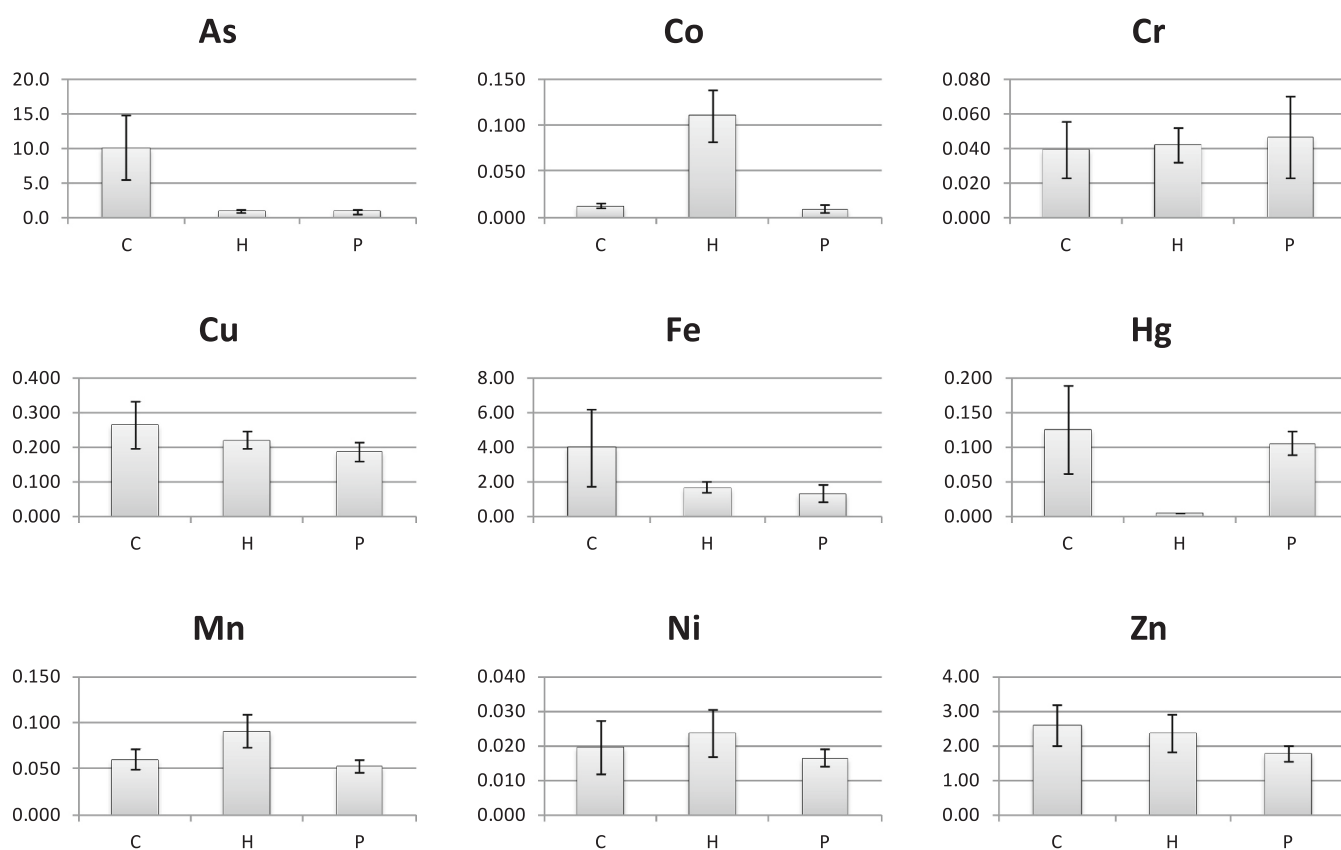 As
Co
Cr
20.0
15.0
10.0
5.0
0.0
C H P
0.150
0.100
0.050
0.000
C H P
0.080
0.060
0.040
0.020
0.000
C H P
Cu
Fe
Hg
0.400
0.300
0.200
0.100
0.000
C H P
8.00
6.00
4.00
2.00
0.00
C H P
0.200
0.150
0.100
0.050
0.000
C H P
Mn
Ni
Zn
0.150
0.100
0.050
0.000
C H P
0.040
0.030
0.020
0.010
0.000
C H P
4.00
3.00
2.00
1.00
0.00
C H P